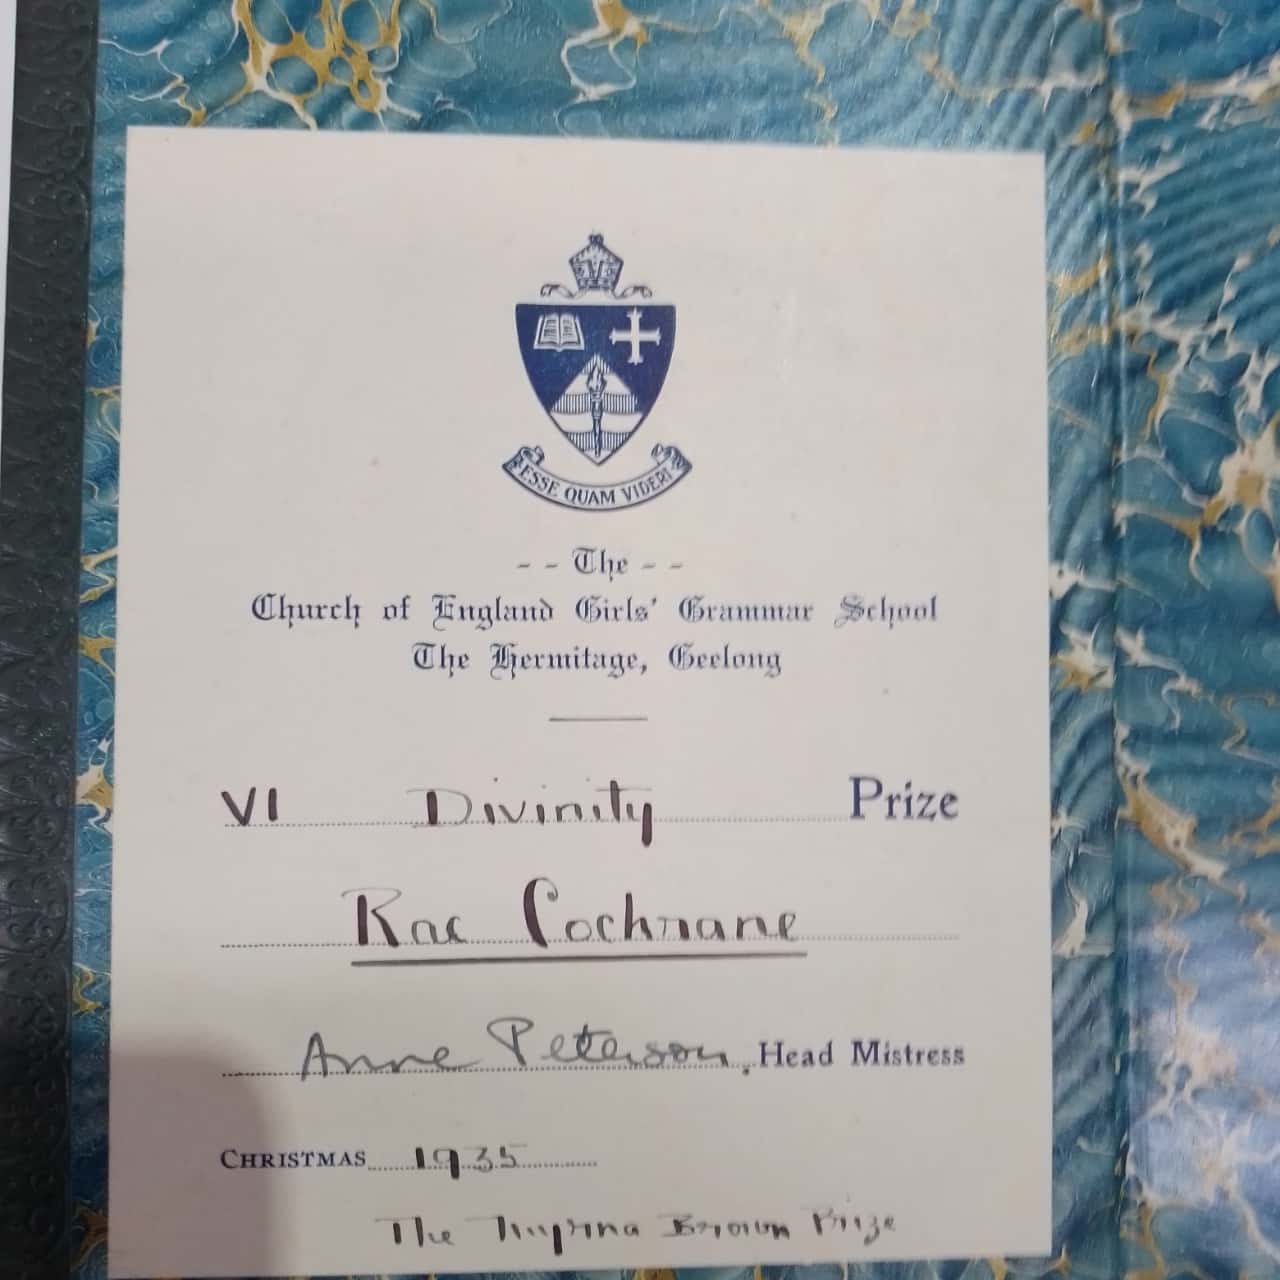 ESSE QUAM VIDERI
-- The --
Church of England Girls' Grammar School
The Hermitage, Geelong
VI Divinity Prize
Rae Cochrane
Anne Peterson, Head Mistress
CHRISTMAS 1935
The Myrna Brown Prize